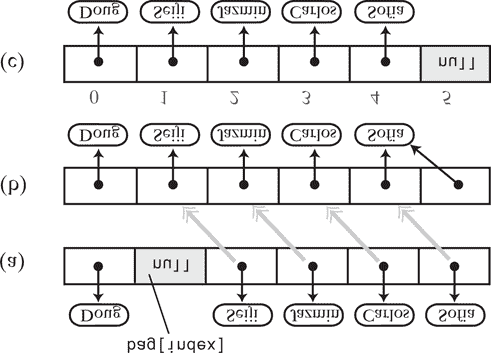 bag[index]
Doug Seiji Jazmin Carlos Sofia
(a) null
(b)
Doug Seiji Jazmin Carlos Sofia
0 1 2 3 4 5
(c) null
Doug Seiji Jazmin Carlos Sofia